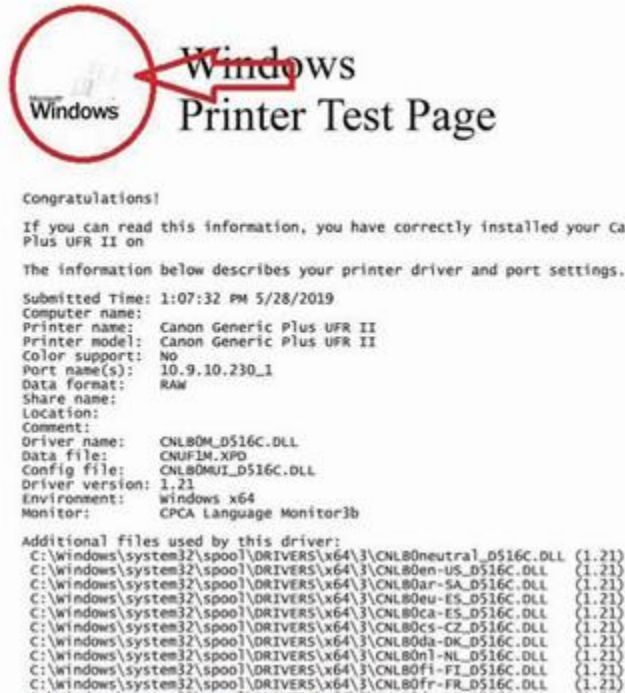 Microsoft
Windows
Windows
Printer Test Page
Congratulations!
If you can read this information, you have correctly installed your Ca
Plus UFR II on
The information below describes your printer driver and port settings.
Submitted Time: 1:07:32 PM 5/28/2019
Computer name:
Printer name: Canon Generic Plus UFR II
Printer model: Canon Generic Plus UFR II
Color support: No
Port name(s): 10.9.10.230_1
Data format: RAW
Share name:
Location:
Comment:
Driver name: CNLB0M_D516C.DLL
Data file: CNUF1M.XPD
Config file: CNLB0MUI_D516C.DLL
Driver version: 1.21
Environment: Windows x64
Monitor: CPCA Language Monitor3b
Additional files used by this driver:
C:\Windows\system32\spool\DRIVERS\x64\3\CNLB0neutral_D516C.DLL (1.21)
C:\Windows\system32\spool\DRIVERS\x64\3\CNLB0en-US_D516C.DLL (1.21)
C:\Windows\system32\spool\DRIVERS\x64\3\CNLB0ar-SA_D516C.DLL (1.21)
C:\Windows\system32\spool\DRIVERS\x64\3\CNLB0eu-ES_D516C.DLL (1.21)
C:\Windows\system32\spool\DRIVERS\x64\3\CNLB0ca-ES_D516C.DLL (1.21)
C:\Windows\system32\spool\DRIVERS\x64\3\CNLB0cs-CZ_D516C.DLL (1.21)
C:\Windows\system32\spool\DRIVERS\x64\3\CNLB0da-DK_D516C.DLL (1.21)
C:\Windows\system32\spool\DRIVERS\x64\3\CNLB0nl-NL_D516C.DLL (1.21)
C:\Windows\system32\spool\DRIVERS\x64\3\CNLB0fi-FI_D516C.DLL (1.21)
C:\Windows\system32\spool\DRIVERS\x64\3\CNLB0fr-FR_D516C.DLL (1.21)